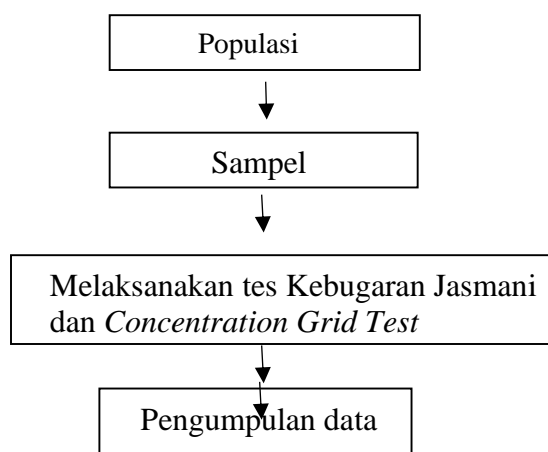 Populasi
Sampel
Melaksanakan tes Kebugaran Jasmani
dan Concentration Grid Test
Pengumpulan data